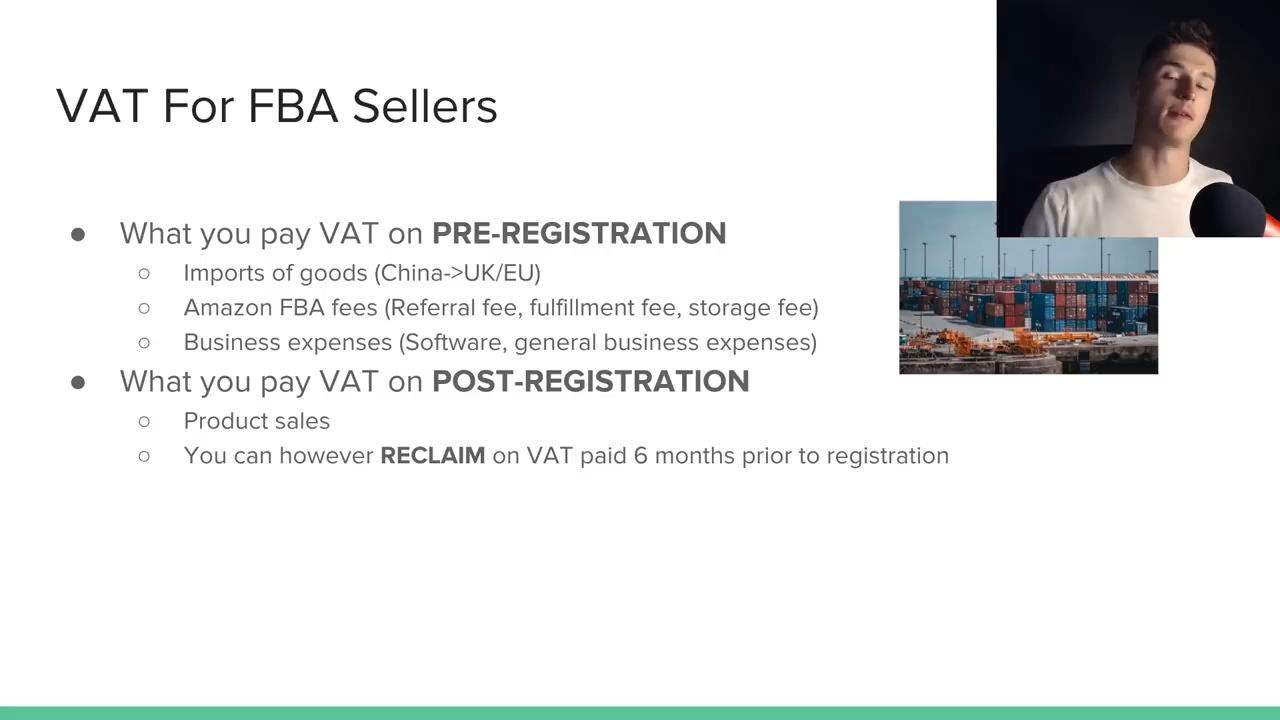 VAT For FBA Sellers
● What you pay VAT on PRE-REGISTRATION
○ Imports of goods (China->UK/EU)
○ Amazon FBA fees (Referral fee, fulfillment fee, storage fee)
○ Business expenses (Software, general business expenses)
● What you pay VAT on POST-REGISTRATION
○ Product sales
○ You can however RECLAIM on VAT paid 6 months prior to registration